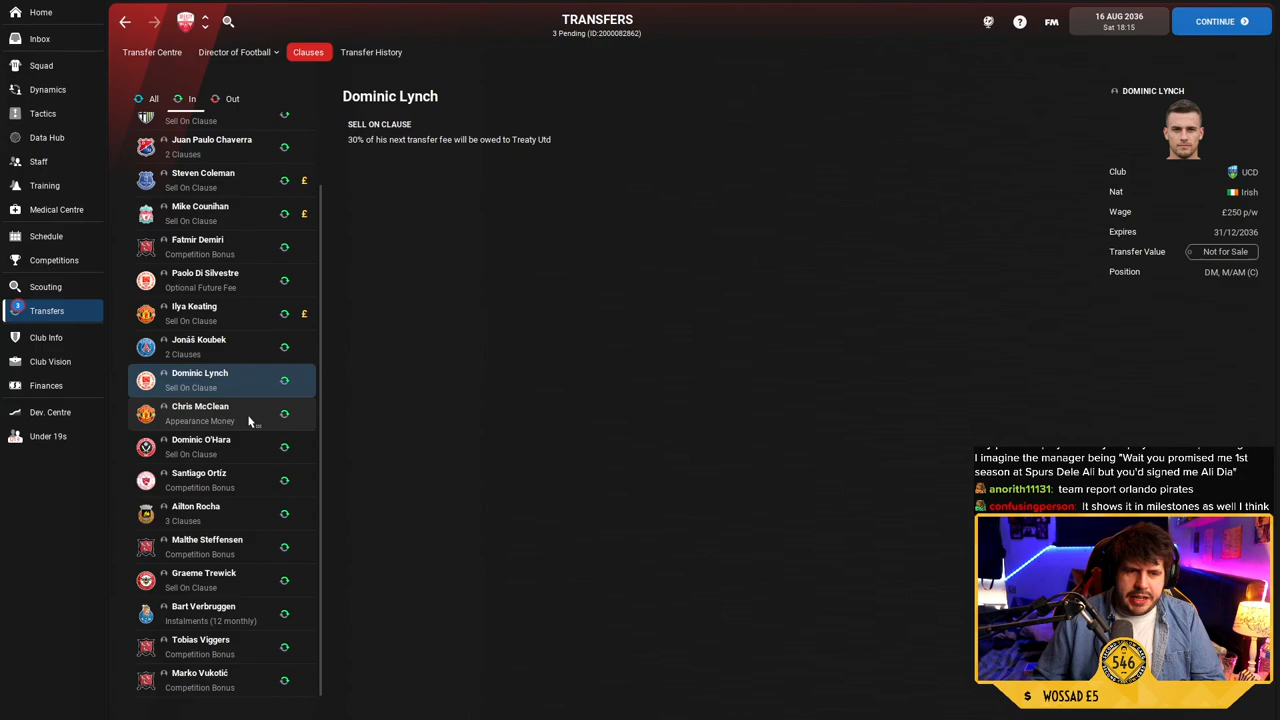 Home
Inbox
Squad
Dynamics
Tactics
Data Hub
Staff
Training
Medical Centre
Schedule
Competitions
Scouting
3
Transfers
Club Info
Club Vision
Finances
Dev. Centre
Under 19s
TRANSFERS
3 Pending (ID:2000082862)
FM
16 AUG 2036
Sat 18:15
CONTINUE
Transfer Centre
Director of Football
Clauses
Transfer History
All
In
Out
Sell On Clause
Juan Paulo Chaverra
2 Clauses
Steven Coleman
Sell On Clause
£
Mike Counihan
Sell On Clause
£
Fatmir Demiri
Competition Bonus
Paolo Di Silvestre
Optional Future Fee
Ilya Keating
Sell On Clause
£
Jonáš Koubek
2 Clauses
Dominic Lynch
Sell On Clause
Chris McClean
Appearance Money
Dominic O'Hara
Sell On Clause
Santiago Ortíz
Competition Bonus
Aílton Rocha
3 Clauses
Malthe Steffensen
Competition Bonus
Graeme Trewick
Sell On Clause
Bart Verbruggen
Instalments (12 monthly)
Tobias Viggers
Competition Bonus
Marko Vukotić
Competition Bonus
Dominic Lynch
SELL ON CLAUSE
30% of his next transfer fee will be owed to Treaty Utd
DOMINIC LYNCH
Club UCD
Nat Irish
Wage £250 p/w
Expires 31/12/2036
Transfer Value Not for Sale
Position DM, M/AM (C)
I imagine the manager being "Wait you promised me 1st
season at Spurs Dele Ali but you'd signed me Ali Dia"
anorith11131: team report orlando pirates
confusingperson: It shows it in milestones as well I think
546
$ WOSSAD £5